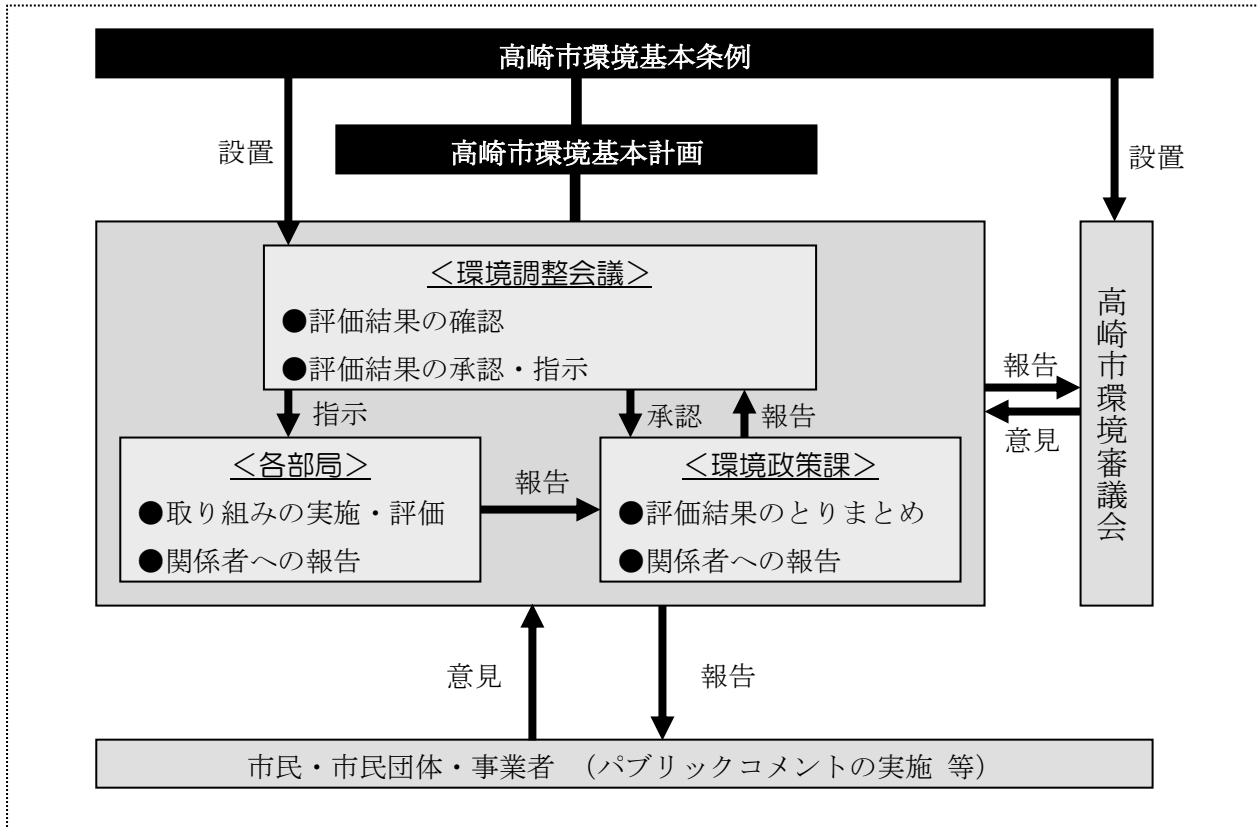 高崎市環境基本条例
設置
高崎市環境基本計画
設置
＜環境調整会議＞
●評価結果の確認
●評価結果の承認・指示
指示
承認
報告
＜各部局＞
●取り組みの実施・評価
●関係者への報告
報告
＜環境政策課＞
●評価結果のとりまとめ
●関係者への報告
報告
意見
高崎市環境審議会
意見
報告
市民・市民団体・事業者 （パブリックコメントの実施 等）